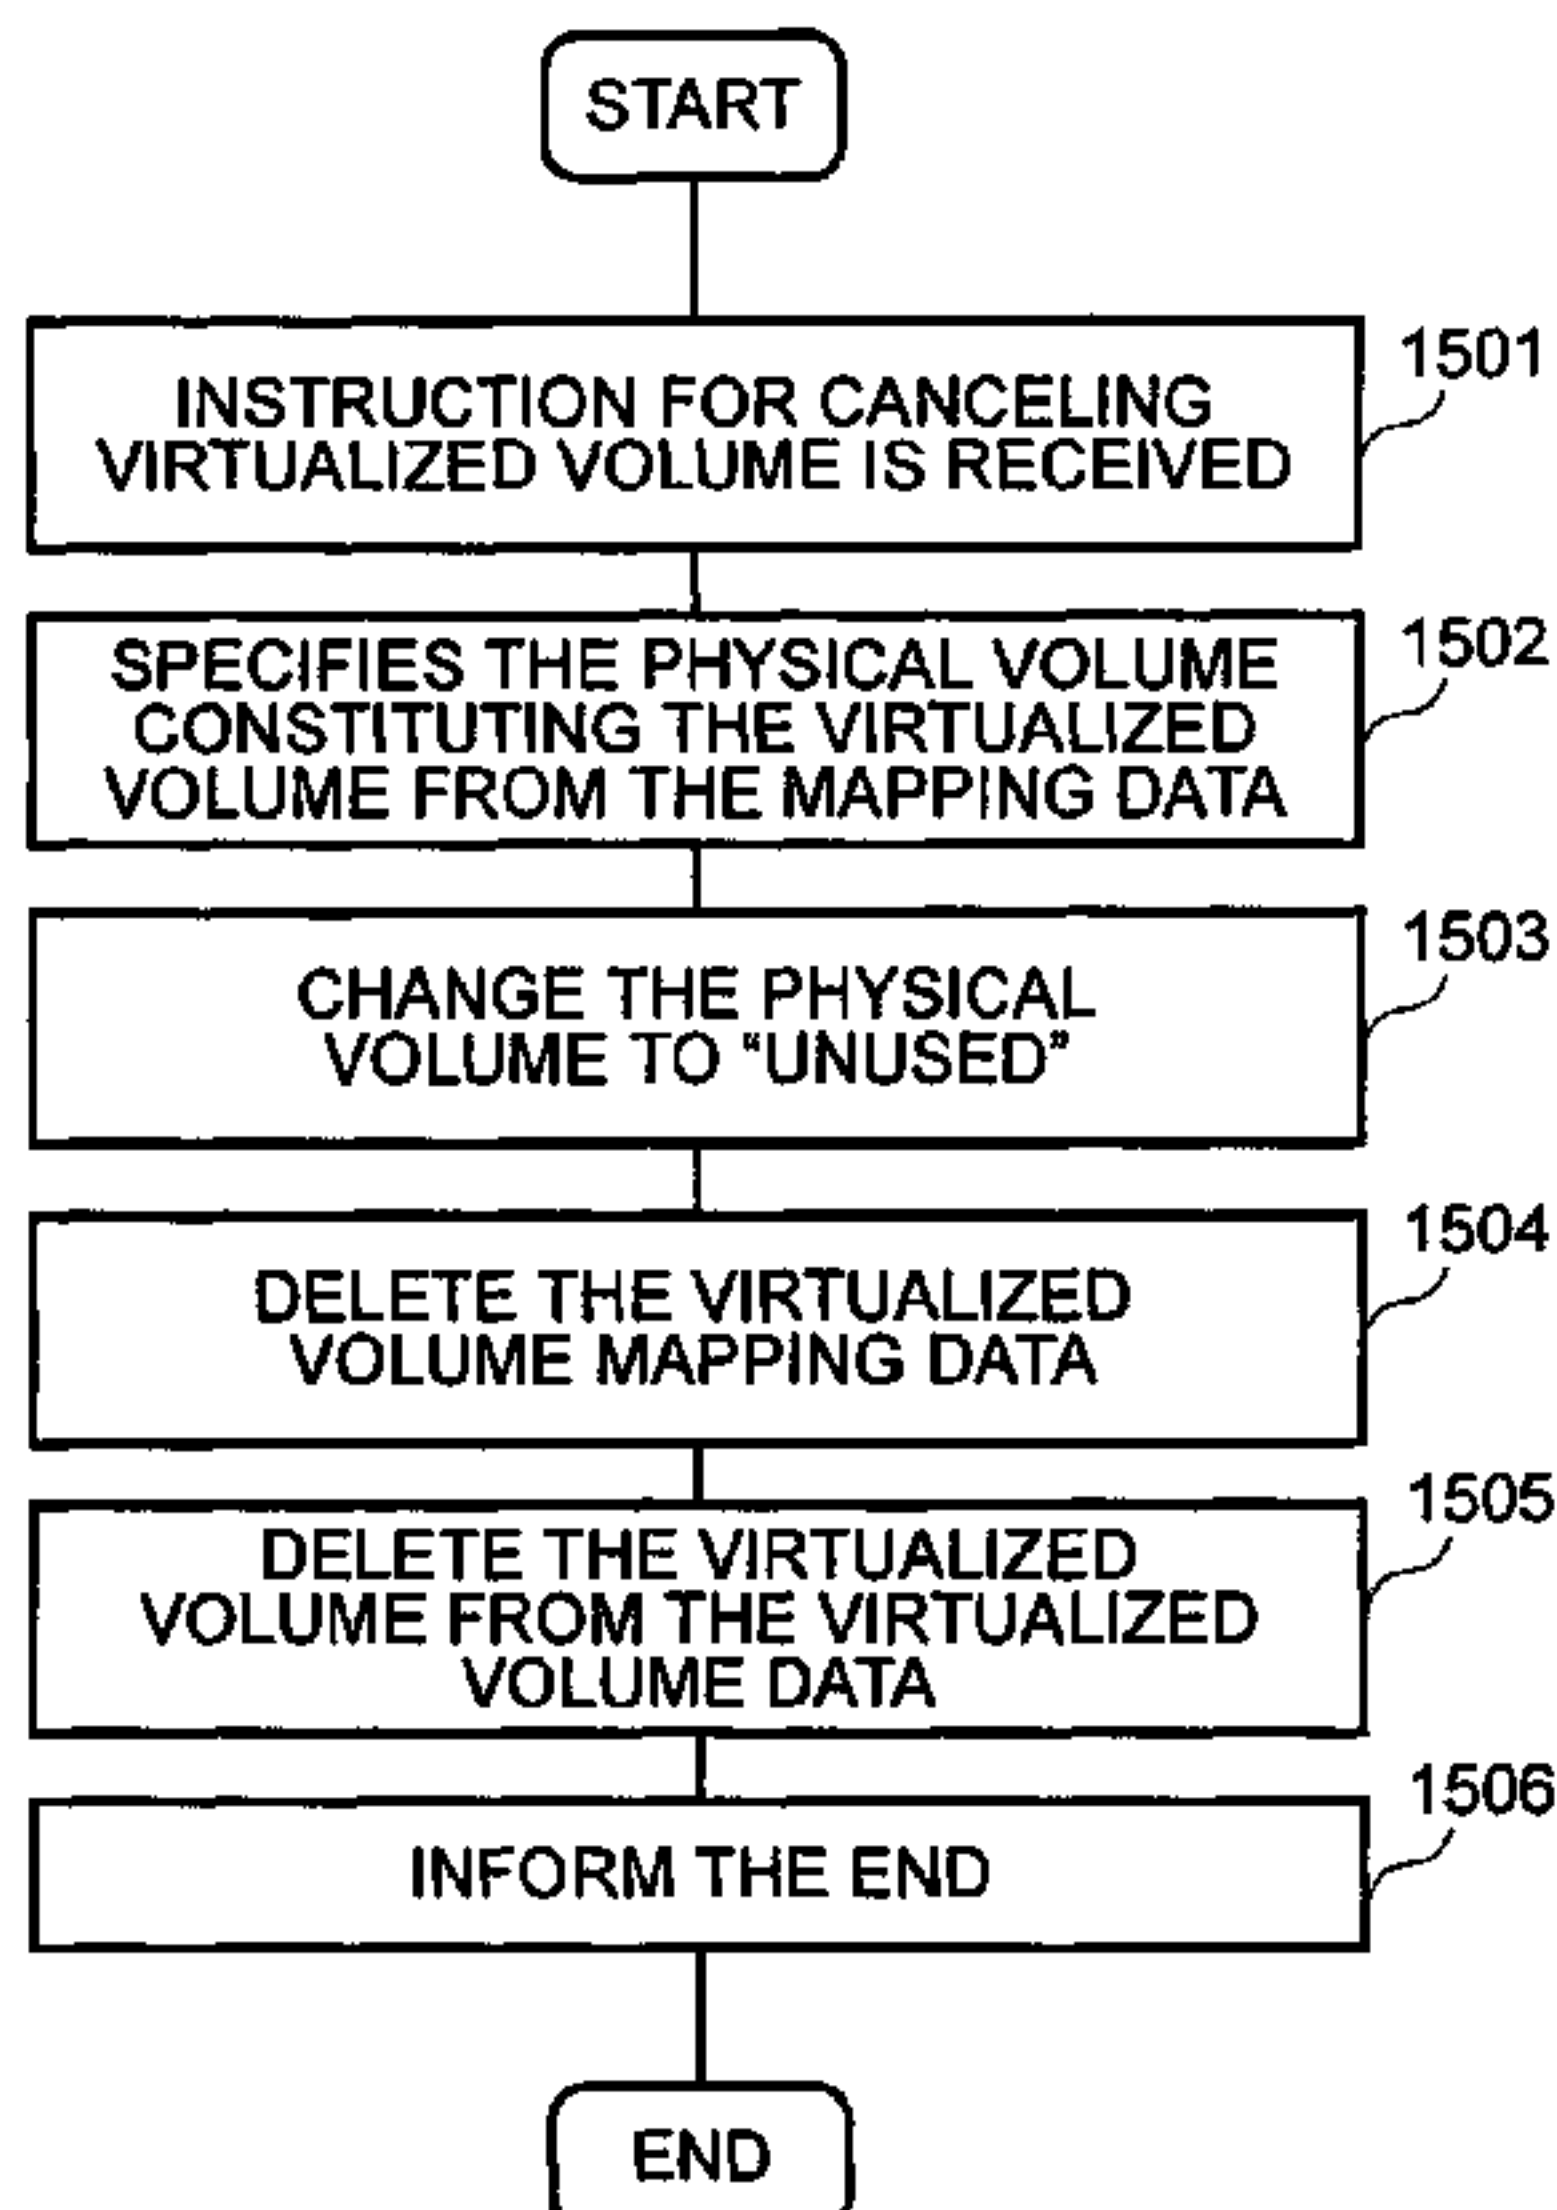 START
1501
INSTRUCTION FOR CANCELING
VIRTUALIZED VOLUME IS RECEIVED
1502
SPECIFIES THE PHYSICAL VOLUME
CONSTITUTING THE VIRTUALIZED
VOLUME FROM THE MAPPING DATA
1503
CHANGE THE PHYSICAL
VOLUME TO “UNUSED”
1504
DELETE THE VIRTUALIZED
VOLUME MAPPING DATA
1505
DELETE THE VIRTUALIZED
VOLUME FROM THE VIRTUALIZED
VOLUME DATA
1506
INFORM THE END
END